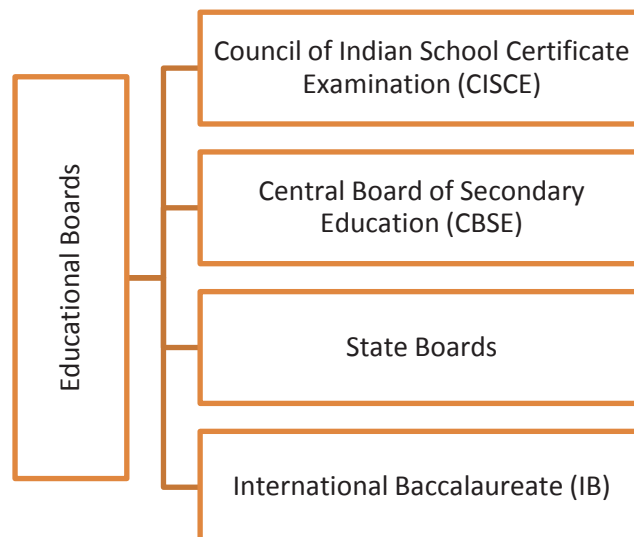 Educational Boards
Council of Indian School Certificate
Examination (CISCE)
Central Board of Secondary
Education (CBSE)
State Boards
International Baccalaureate (IB)